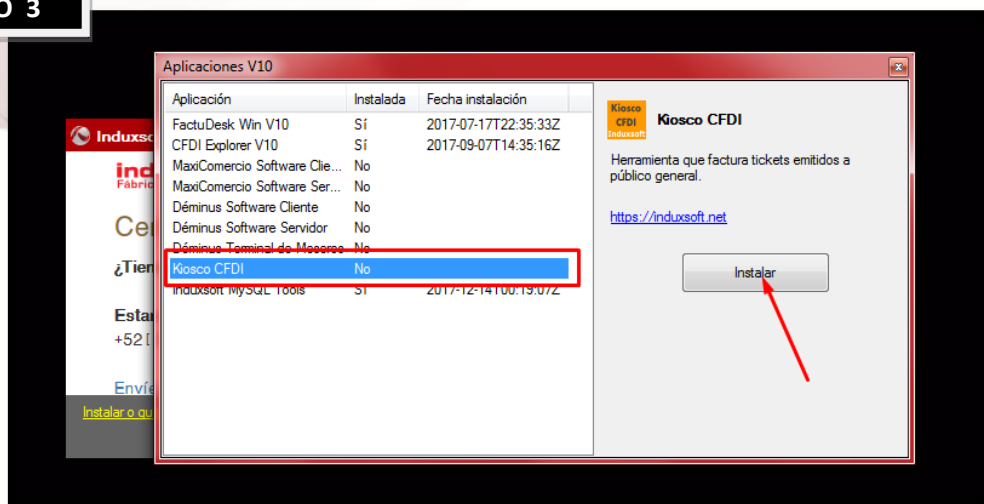 O 3
Aplicaciones V10
Aplicación Instalada Fecha instalación
FactuDesk Win V10 Sí 2017-07-17T22:35:33Z
CFDI Explorer V10 Sí 2017-09-07T14:35:16Z
MaxiComercio Software Clie... No
MaxiComercio Software Ser... No
Déminus Software Cliente No
Déminus Software Servidor No
Déminus Terminal de Meseros No
Kiosco CFDI No
Induxsoft MySQL Tools Sí 2017-12-14T00:19:07Z
Kiosco
CFDI
Induxsoft
Kiosco CFDI
Herramienta que factura tickets emitidos a
público general.
https://induxsoft.net
Instalar
Induxso
ind
Fábric
Cen
¿Tien
Estar
+52(
Envíe
Instalar o qu